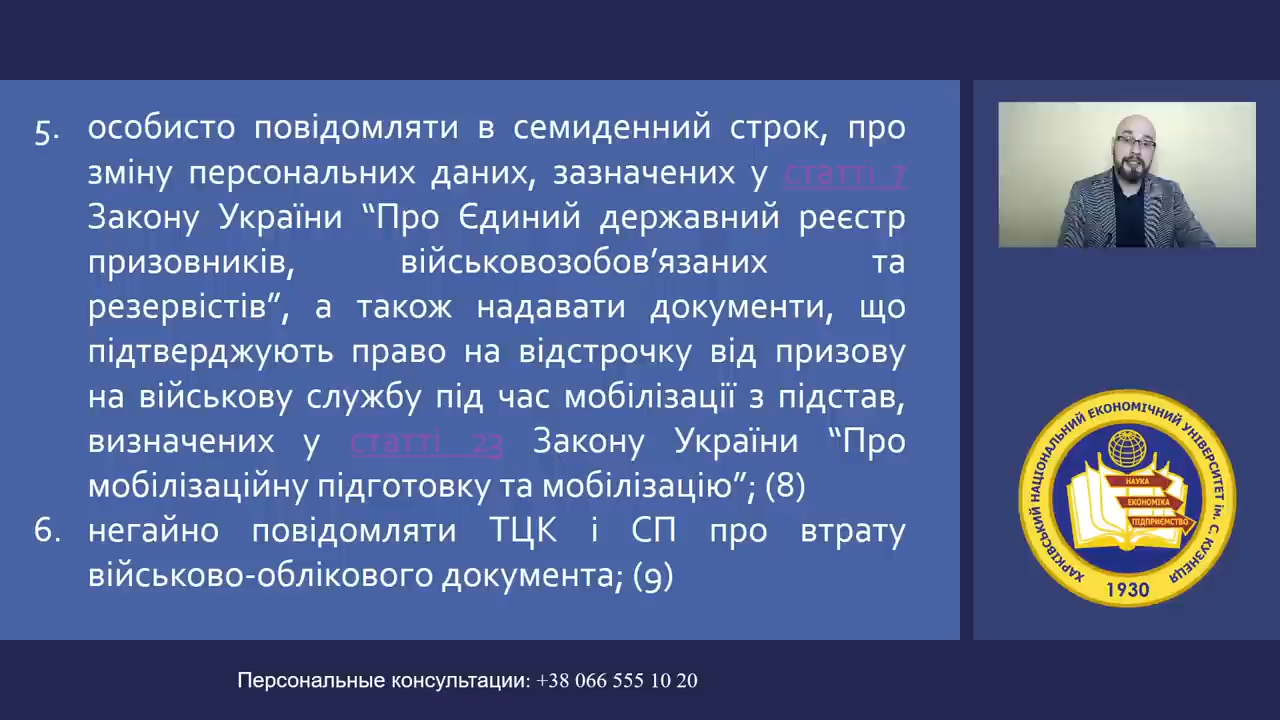 5. особисто повідомляти в семиденний строк, про
зміну персональних даних, зазначених у статті 7
Закону України “Про Єдиний державний реєстр
призовників, військовозобов’язаних та
резервістів”, а також надавати документи, що
підтверджують право на відстрочку від призову
на військову службу під час мобілізації з підстав,
визначених у статті 23 Закону України “Про
мобілізаційну підготовку та мобілізацію”; (8)
6. негайно повідомляти ТЦК і СП про втрату
військово-облікового документа; (9)
ХАРКІВСЬКИЙ НАЦІОНАЛЬНИЙ ЕКОНОМІЧНИЙ УНІВЕРСИТЕТ ім. С. КУЗНЕЦЯ
НАУКА
ЕКОНОМІКА
ПІДПРИЄМСТВО
1930
Персональные консультации: +38 066 555 10 20